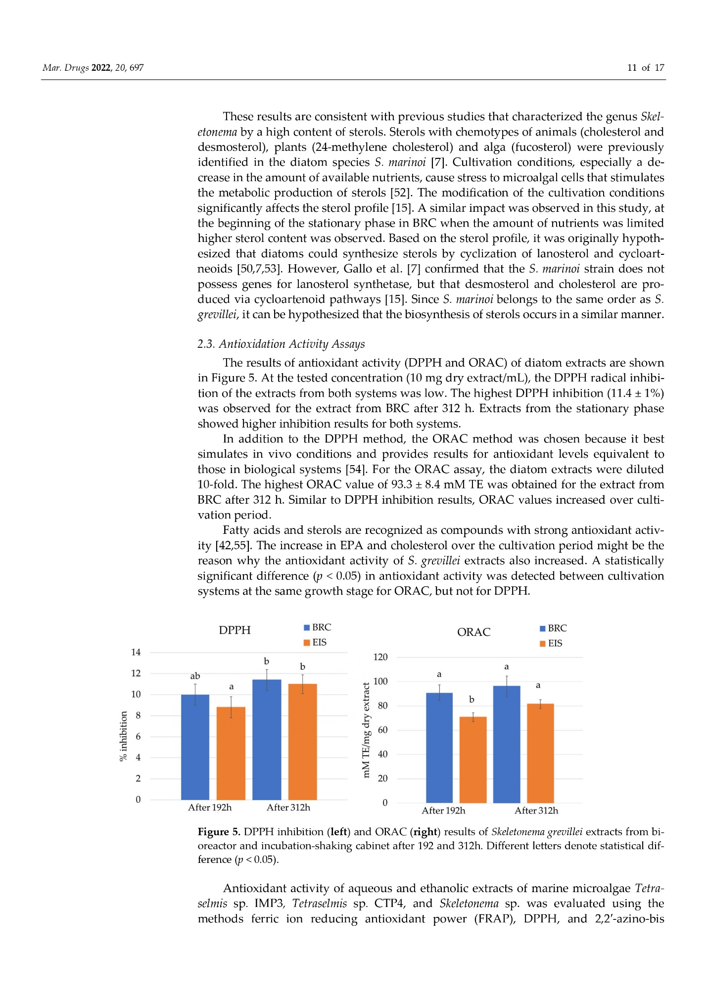 Mar. Drugs 2022, 20, 697
11 of 17
These results are consistent with previous studies that characterized the genus Skel-
etonema by a high content of sterols. Sterols with chemotypes of animals (cholesterol and
desmosterol), plants (24-methylene cholesterol) and alga (fucosterol) were previously
identified in the diatom species S. marinoi [7]. Cultivation conditions, especially a de-
crease in the amount of available nutrients, cause stress to microalgal cells that stimulates
the metabolic production of sterols [52]. The modification of the cultivation conditions
significantly affects the sterol profile [15]. A similar impact was observed in this study, at
the beginning of the stationary phase in BRC when the amount of nutrients was limited
higher sterol content was observed. Based on the sterol profile, it was originally hypoth-
esized that diatoms could synthesize sterols by cyclization of lanosterol and cycloart-
neoids [50,7,53]. However, Gallo et al. [7] confirmed that the S. marinoi strain does not
possess genes for lanosterol synthetase, but that desmosterol and cholesterol are pro-
duced via cycloartenoid pathways [15]. Since S. marinoi belongs to the same order as S.
grevillei, it can be hypothesized that the biosynthesis of sterols occurs in a similar manner.
2.3. Antioxidation Activity Assays
The results of antioxidant activity (DPPH and ORAC) of diatom extracts are shown
in Figure 5. At the tested concentration (10 mg dry extract/mL), the DPPH radical inhibi-
tion of the extracts from both systems was low. The highest DPPH inhibition (11.4 ± 1%)
was observed for the extract from BRC after 312 h. Extracts from the stationary phase
showed higher inhibition results for both systems.
In addition to the DPPH method, the ORAC method was chosen because it best
simulates in vivo conditions and provides results for antioxidant levels equivalent to
those in biological systems [54]. For the ORAC assay, the diatom extracts were diluted
10-fold. The highest ORAC value of 93.3 ± 8.4 mM TE was obtained for the extract from
BRC after 312 h. Similar to DPPH inhibition results, ORAC values increased over culti-
vation period.
Fatty acids and sterols are recognized as compounds with strong antioxidant activ-
ity [42,55]. The increase in EPA and cholesterol over the cultivation period might be the
reason why the antioxidant activity of S. grevillei extracts also increased. A statistically
significant difference (p < 0.05) in antioxidant activity was detected between cultivation
systems at the same growth stage for ORAC, but not for DPPH.
DPPH
BRC
EIS
14
12
10
8
6
4
2
0
% inhibition
ab
a
b
b
After 192h
After 312h
ORAC
BRC
EIS
120
100
80
60
40
20
0
mM TE/mg dry extract
a
b
a
a
After 192h
After 312h
Figure 5. DPPH inhibition (left) and ORAC (right) results of Skeletonema grevillei extracts from bi-
oreactor and incubation-shaking cabinet after 192 and 312h. Different letters denote statistical dif-
ference (p < 0.05).
Antioxidant activity of aqueous and ethanolic extracts of marine microalgae Tetra-
selmis sp. IMP3, Tetraselmis sp. CTP4, and Skeletonema sp. was evaluated using the
methods ferric ion reducing antioxidant power (FRAP), DPPH, and 2,2′-azino-bis